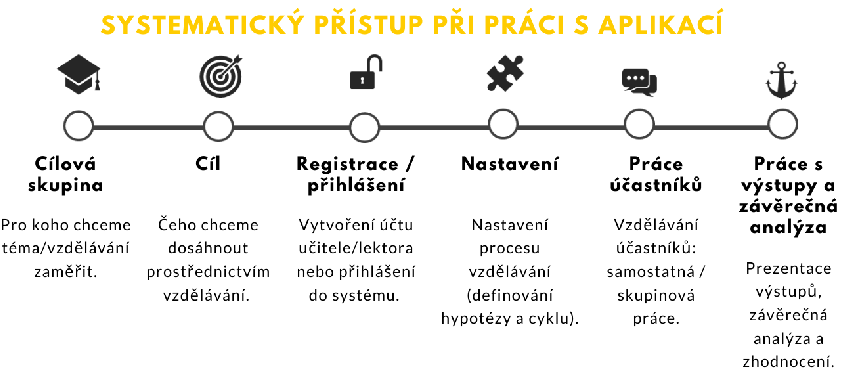 SYSTEMATICKÝ PŘÍSTUP PŘI PRÁCI S APLIKACÍ
Cílová
skupina
Pro koho chceme
téma/vzdělávání
zaměřit.
Cíl
Čeho chceme
dosáhnout
prostřednictvím
vzdělávání.
Registrace /
přihlášení
Vytvoření účtu
učitele/lektora
nebo přihlášení
do systému.
Nastavení
Nastavení
procesu
vzdělávání
(definování
hypotézy a cyklu).
Práce
účastníků
Vzdělávání
účastníků:
samostatná /
skupinová
práce.
Práce s
výstupy a
závěrečná
analýza
Prezentace
výstupů,
závěrečná
analýza a
zhodnocení.